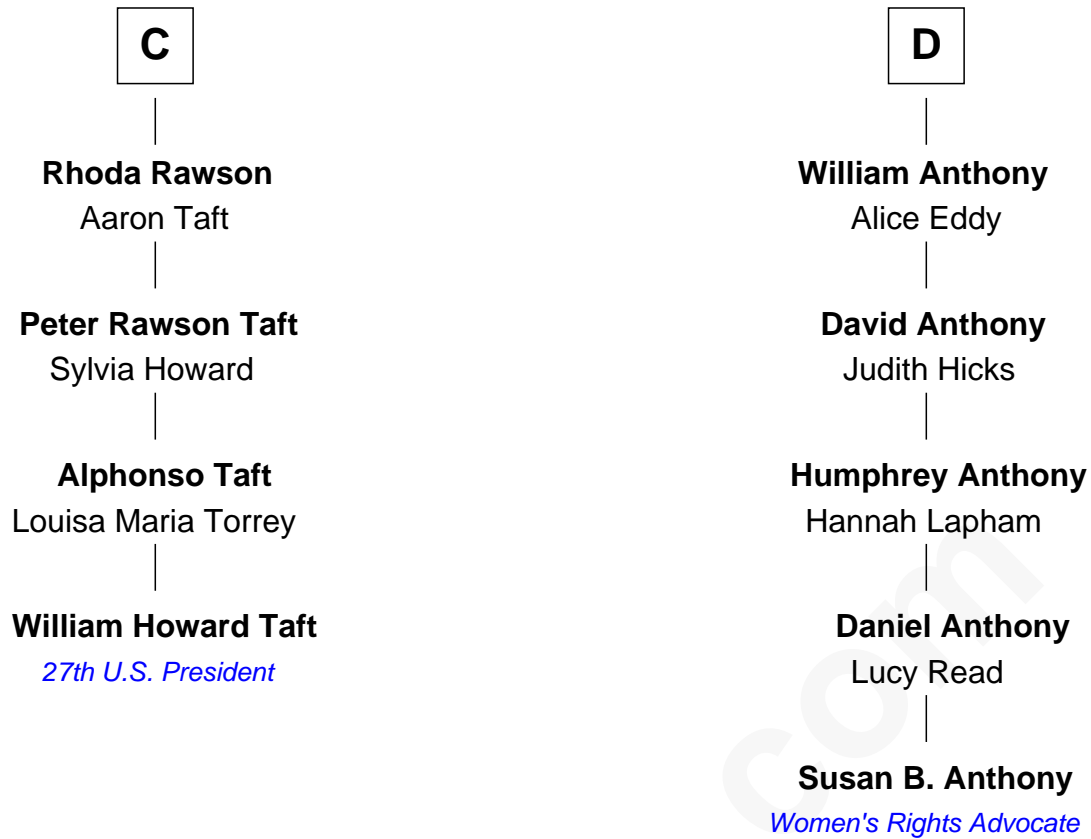 C
Rhoda Rawson
Aaron Taft
Peter Rawson Taft
Sylvia Howard
Alphonso Taft
Louisa Maria Torrey
William Howard Taft
27th U.S. President
D
William Anthony
Alice Eddy
David Anthony
Judith Hicks
Humphrey Anthony
Hannah Lapham
Daniel Anthony
Lucy Read
Susan B. Anthony
Women's Rights Advocate
com